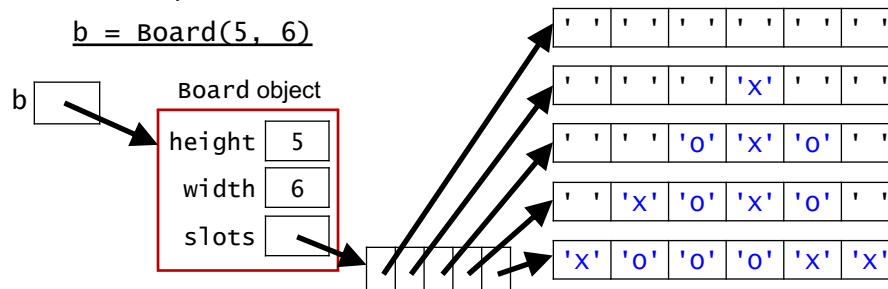 b = Board(5, 6)
b
Board object
height 5
width 6
slots
' ' ' ' ' ' ' ' ' ' ' '
' ' ' ' ' ' 'x' ' ' ' '
' ' ' ' 'o' 'x' 'o' ' '
' ' 'x' 'o' 'x' 'o' ' '
'x' 'o' 'o' 'o' 'x' 'x'